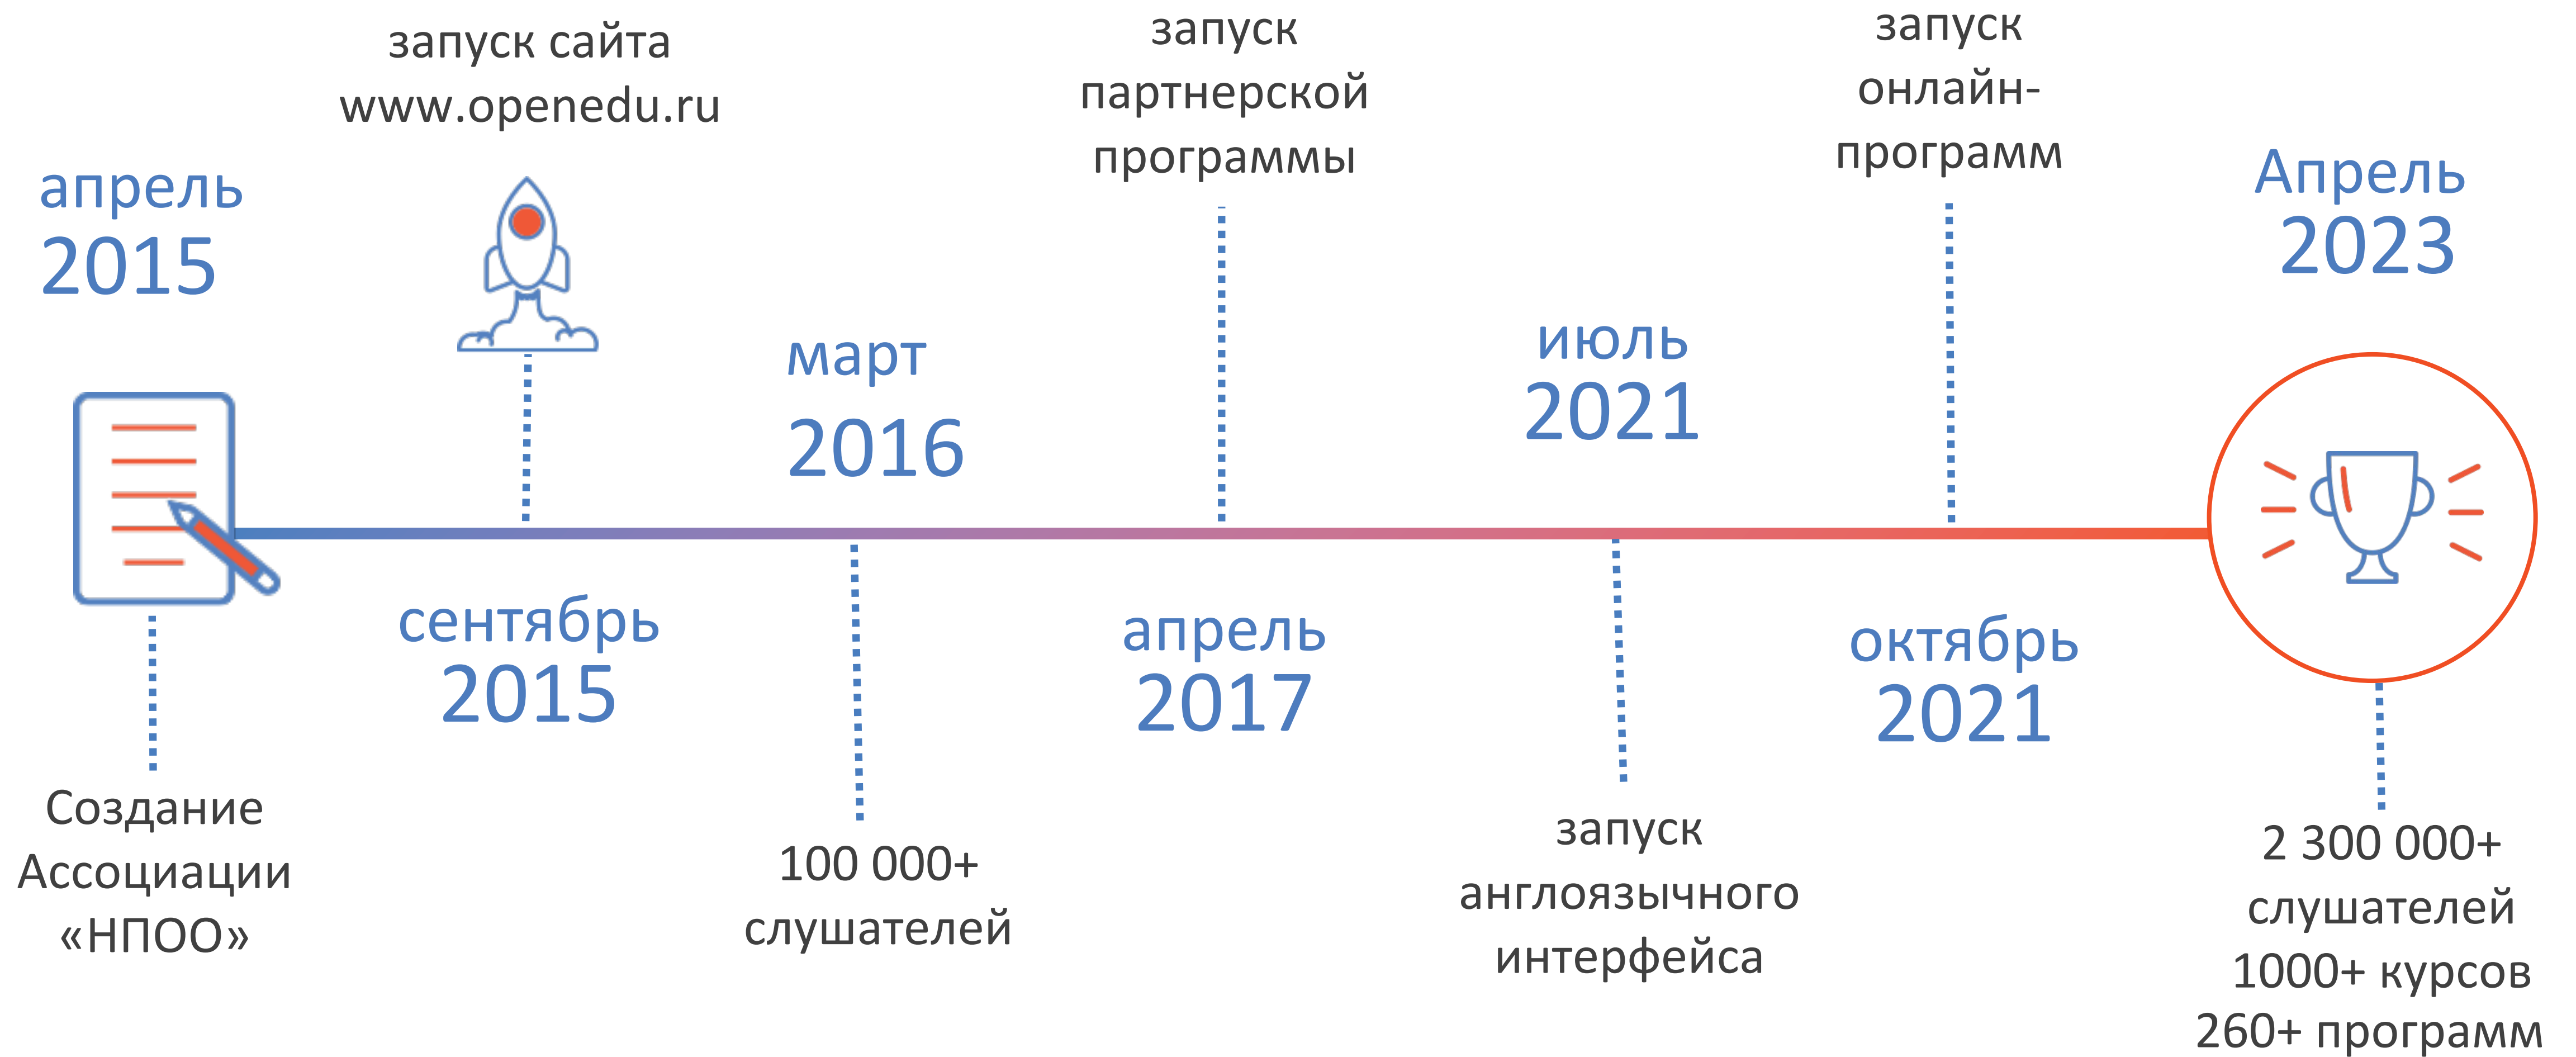 апрель
2015
Создание
Ассоциации
«НПОО»
запуск сайта
www.openedu.ru
сентябрь
2015
март
2016
100 000+
слушателей
запуск
партнерской
программы
апрель
2017
июль
2021
запуск
англоязычного
интерфейса
запуск
онлайн-
программ
октябрь
2021
Апрель
2023
2 300 000+
слушателей
1000+ курсов
260+ программ